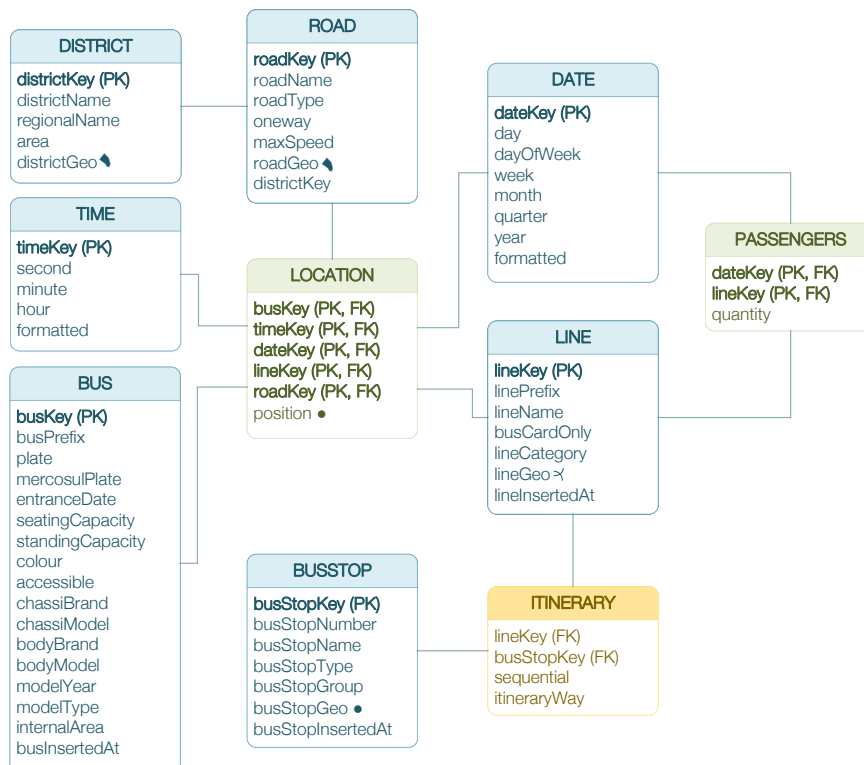 DISTRICT
districtKey (PK)
districtName
regionalName
area
districtGeo
ROAD
roadKey (PK)
roadName
roadType
oneway
maxSpeed
roadGeo
districtKey
DATE
dateKey (PK)
day
dayOfWeek
week
month
quarter
year
formatted
TIME
timeKey (PK)
second
minute
hour
formatted
LOCATION
busKey (PK, FK)
timeKey (PK, FK)
dateKey (PK, FK)
lineKey (PK, FK)
roadKey (PK, FK)
position
PASSENGERS
dateKey (PK, FK)
lineKey (PK, FK)
quantity
LINE
lineKey (PK)
linePrefix
lineName
busCardOnly
lineCategory
lineGeo
lineInsertedAt
BUS
busKey (PK)
busPrefix
plate
mercosulPlate
entranceDate
seatingCapacity
standingCapacity
colour
accessible
chassiBrand
chassiModel
bodyBrand
bodyModel
modelYear
modelType
internalArea
busInsertedAt
BUSSTOP
busStopKey (PK)
busStopNumber
busStopName
busStopType
busStopGroup
busStopGeo
busStopInsertedAt
ITINERARY
lineKey (FK)
busStopKey (FK)
sequential
itineraryWay